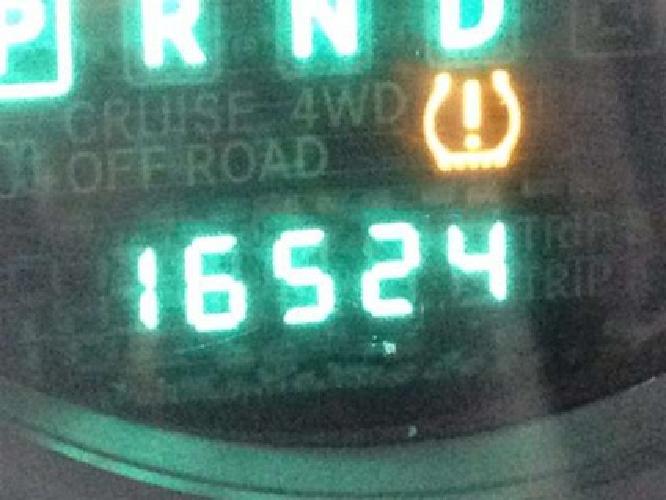 P R N D L
CRUISE 4WD
OFF ROAD
TRIP
16524
TRIP